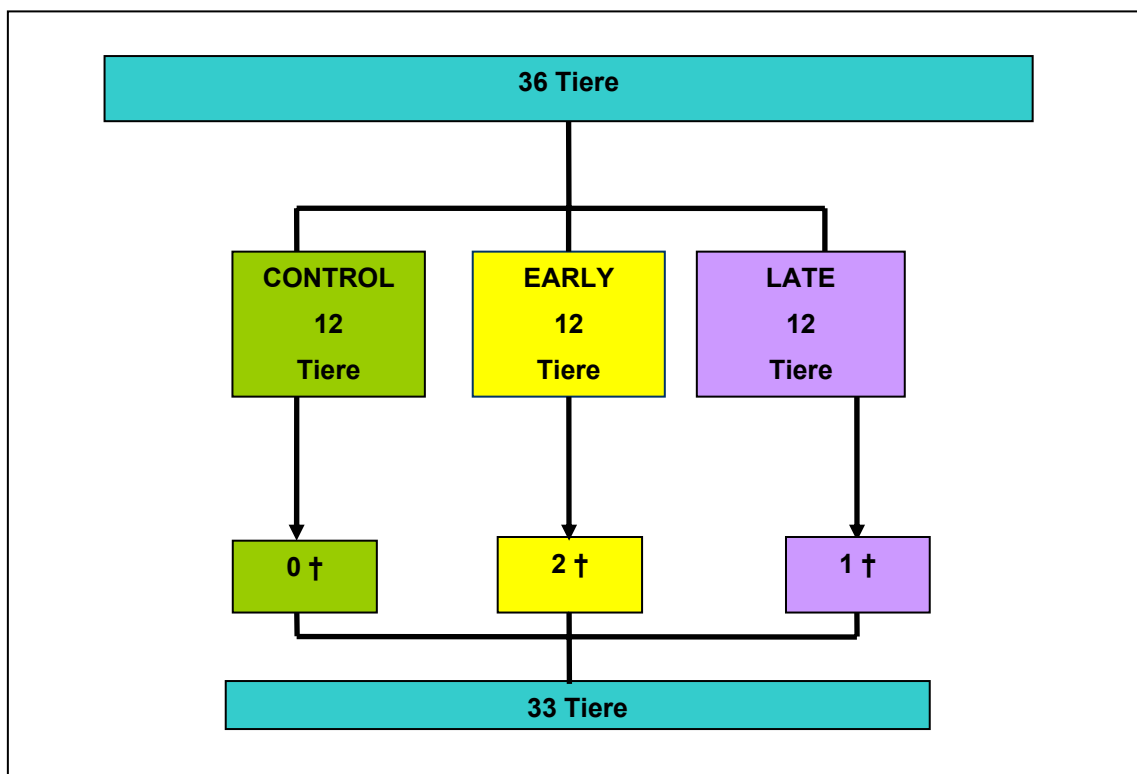 36 Tiere
CONTROL
12
Tiere
EARLY
12
Tiere
LATE
12
Tiere
0 †
2 †
1 †
33 Tiere